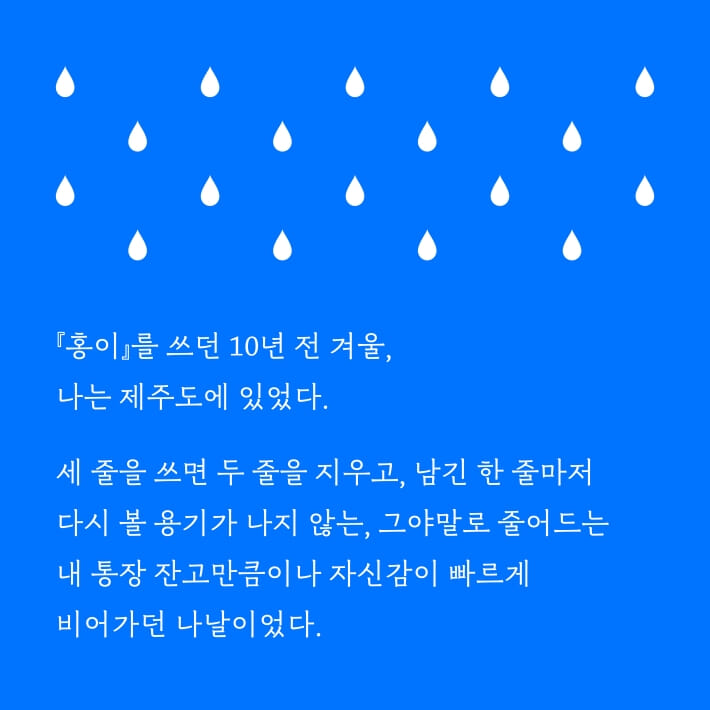 『홍이』를 쓰던 10년 전 겨울,
나는 제주도에 있었다.
세 줄을 쓰면 두 줄을 지우고, 남긴 한 줄마저
다시 볼 용기가 나지 않는, 그야말로 줄어드는
내 통장 잔고만큼이나 자신감이 빠르게
비어가던 나날이었다.